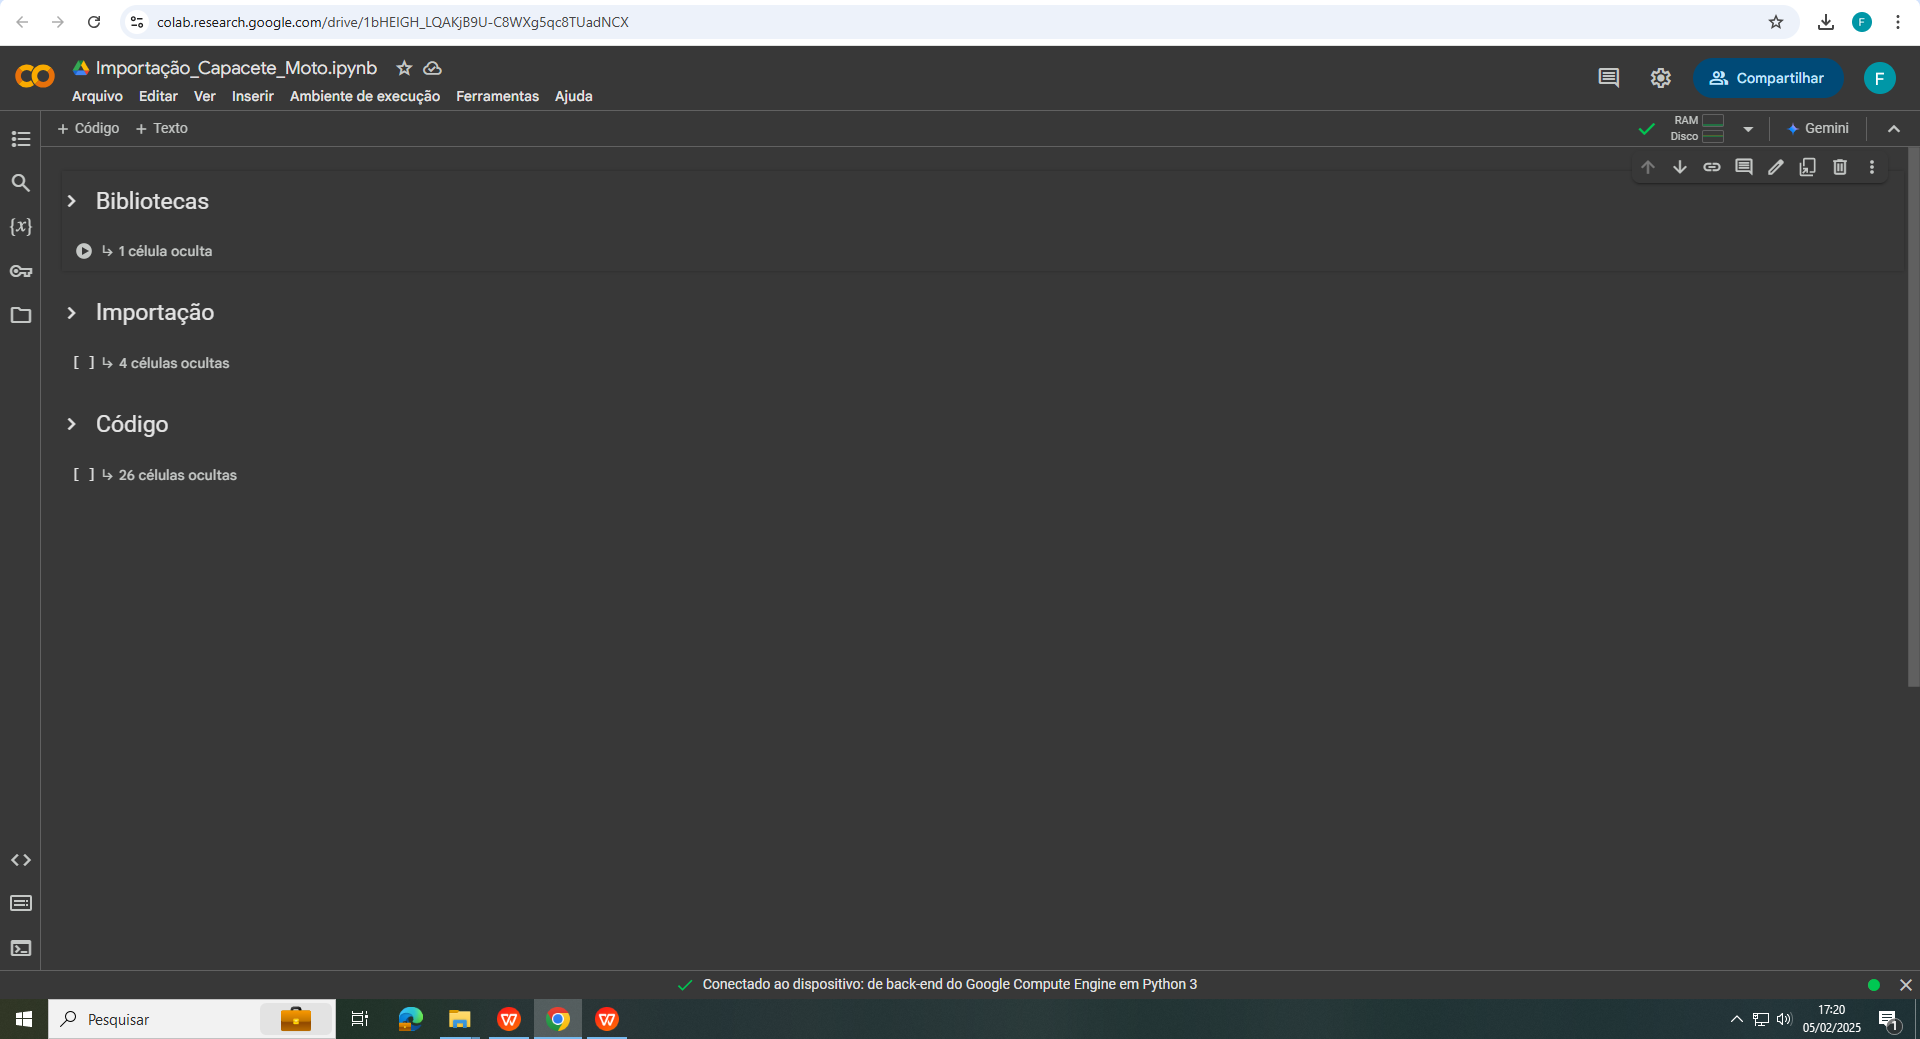 colab.research.google.com/drive/1bHEIGH_LQAKjB9U-C8WXg5qc8TUadNCX
F
Importação_Capacete_Moto.ipynb
Arquivo Editar Ver Inserir Ambiente de execução Ferramentas Ajuda
Compartilhar
F
+ Código + Texto
RAM
Disco
Gemini
{x}
Bibliotecas
1 célula oculta
Importação
[ ] 4 células ocultas
Código
[ ] 26 células ocultas
Conectado ao dispositivo: de back-end do Google Compute Engine em Python 3
Pesquisar
17:20
05/02/2025
1